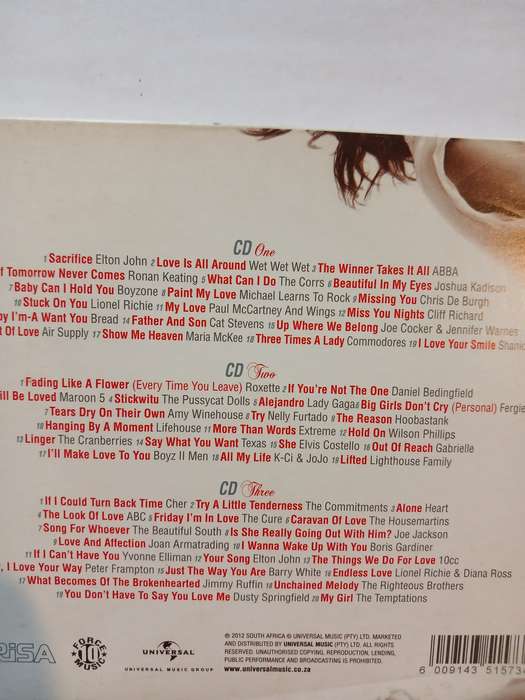 CD One
1 Sacrifice Elton John 2 Love Is All Around Wet Wet Wet 3 The Winner Takes It All ABBA
f Tomorrow Never Comes Ronan Keating 5 What Can I Do The Corrs 6 Beautiful In My Eyes Joshua Kadison
7 Baby Can I Hold You Boyzone 8 Paint My Love Michael Learns To Rock 9 Missing You Chris De Burgh
10 Stuck On You Lionel Richie 11 My Love Paul McCartney And Wings 12 Miss You Nights Cliff Richard
by I'm-A Want You Bread 14 Father And Son Cat Stevens 15 Up Where We Belong Joe Cocker & Jennifer Warnes
t Of Love Air Supply 17 Show Me Heaven Maria McKee 18 Three Times A Lady Commodores 19 I Love Your Smile Shani
CD Two
1 Fading Like A Flower (Every Time You Leave) Roxette 2 If You're Not The One Daniel Bedingfield
ill Be Loved Maroon 5 4 Stickwitu The Pussycat Dolls 5 Alejandro Lady Gaga 6 Big Girls Don't Cry (Personal) Fergie
7 Tears Dry On Their Own Amy Winehouse 8 Try Nelly Furtado 9 The Reason Hoobastank
10 Hanging By A Moment Lifehouse 11 More Than Words Extreme 12 Hold On Wilson Phillips
13 Linger The Cranberries 14 Say What You Want Texas 15 She Elvis Costello 16 Out Of Reach Gabrielle
17 I'll Make Love To You Boyz II Men 18 All My Life K-Ci & JoJo 19 Lifted Lighthouse Family
CD Three
1 If I Could Turn Back Time Cher 2 Try A Little Tenderness The Commitments 3 Alone Heart
4 The Look Of Love ABC 5 Friday I'm In Love The Cure 6 Caravan Of Love The Housemartins
7 Song For Whoever The Beautiful South 8 Is She Really Going Out With Him? Joe Jackson
9 Love And Affection Joan Armatrading 10 I Wanna Wake Up With You Boris Gardiner
11 If I Can't Have You Yvonne Elliman 12 Your Song Elton John 13 The Things We Do For Love 10cc
, I Love Your Way Peter Frampton 15 Just The Way You Are Barry White 16 Endless Love Lionel Richie & Diana Ross
17 What Becomes Of The Brokenhearted Jimmy Ruffin 18 Unchained Melody The Righteous Brothers
19 You Don't Have To Say You Love Me Dusty Springfield 20 My Girl The Temptations
RiSA
FORCE
10
MUSIC
UNIVERSAL
UNIVERSAL MUSIC GROUP
℗ 2012 SOUTH AFRICA © UNIVERSAL MUSIC (PTY) LTD. MARKETED
AND DISTRIBUTED BY UNIVERSAL MUSIC (PTY) LTD. ALL RIGHTS
RESERVED. UNAUTHORISED COPYING, REPRODUCTION, LENDING,
PUBLIC PERFORMANCE AND BROADCASTING IS PROHIBITED.
www.universalmusic.co.za
6 009143 51573